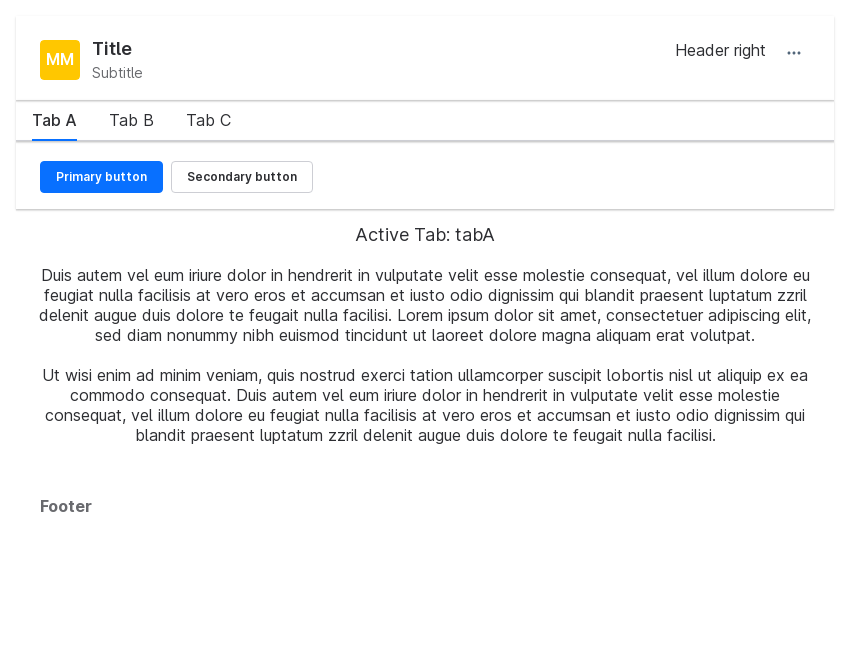 MM
Title
Subtitle
Header right
Tab A
Tab B
Tab C
Primary button
Secondary button
Active Tab: tabA
Duis autem vel eum iriure dolor in hendrerit in vulputate velit esse molestie consequat, vel illum dolore eu
feugiat nulla facilisis at vero eros et accumsan et iusto odio dignissim qui blandit praesent luptatum zzril
delenit augue duis dolore te feugait nulla facilisi. Lorem ipsum dolor sit amet, consectetuer adipiscing elit,
sed diam nonummy nibh euismod tincidunt ut laoreet dolore magna aliquam erat volutpat.
Ut wisi enim ad minim veniam, quis nostrud exerci tation ullamcorper suscipit lobortis nisl ut aliquip ex ea
commodo consequat. Duis autem vel eum iriure dolor in hendrerit in vulputate velit esse molestie
consequat, vel illum dolore eu feugiat nulla facilisis at vero eros et accumsan et iusto odio dignissim qui
blandit praesent luptatum zzril delenit augue duis dolore te feugait nulla facilisi.
Footer